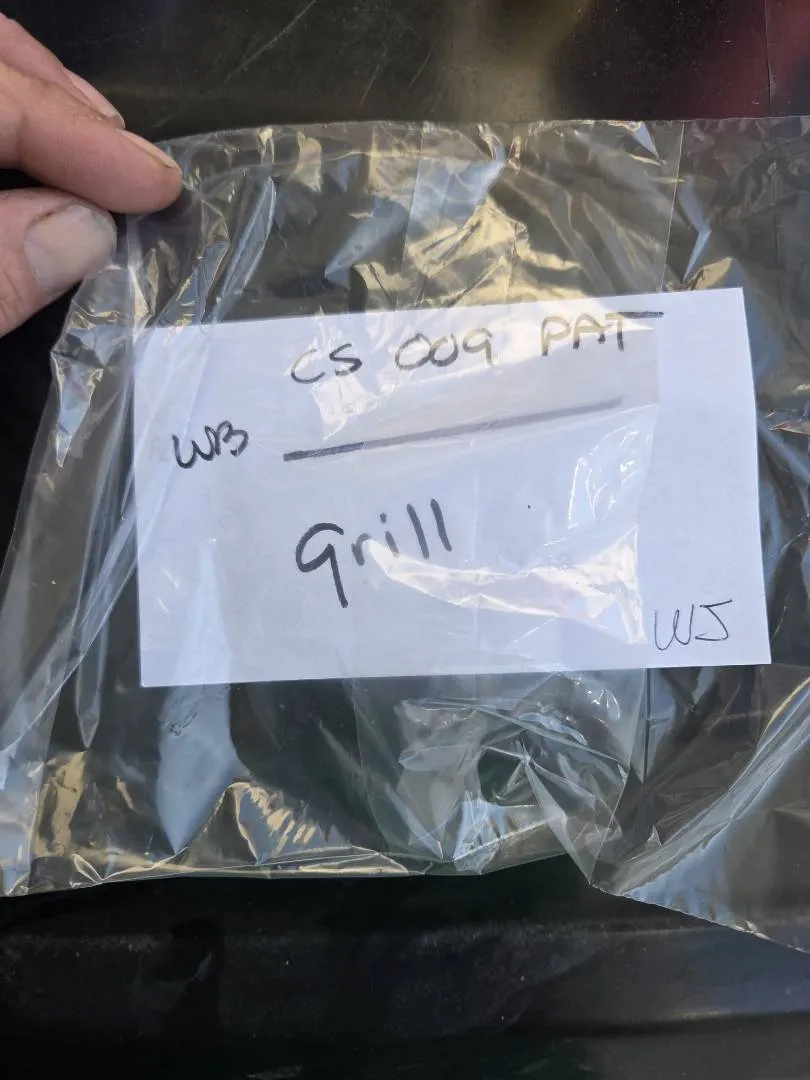 CS 009 PAT
WB
Grill
WJ